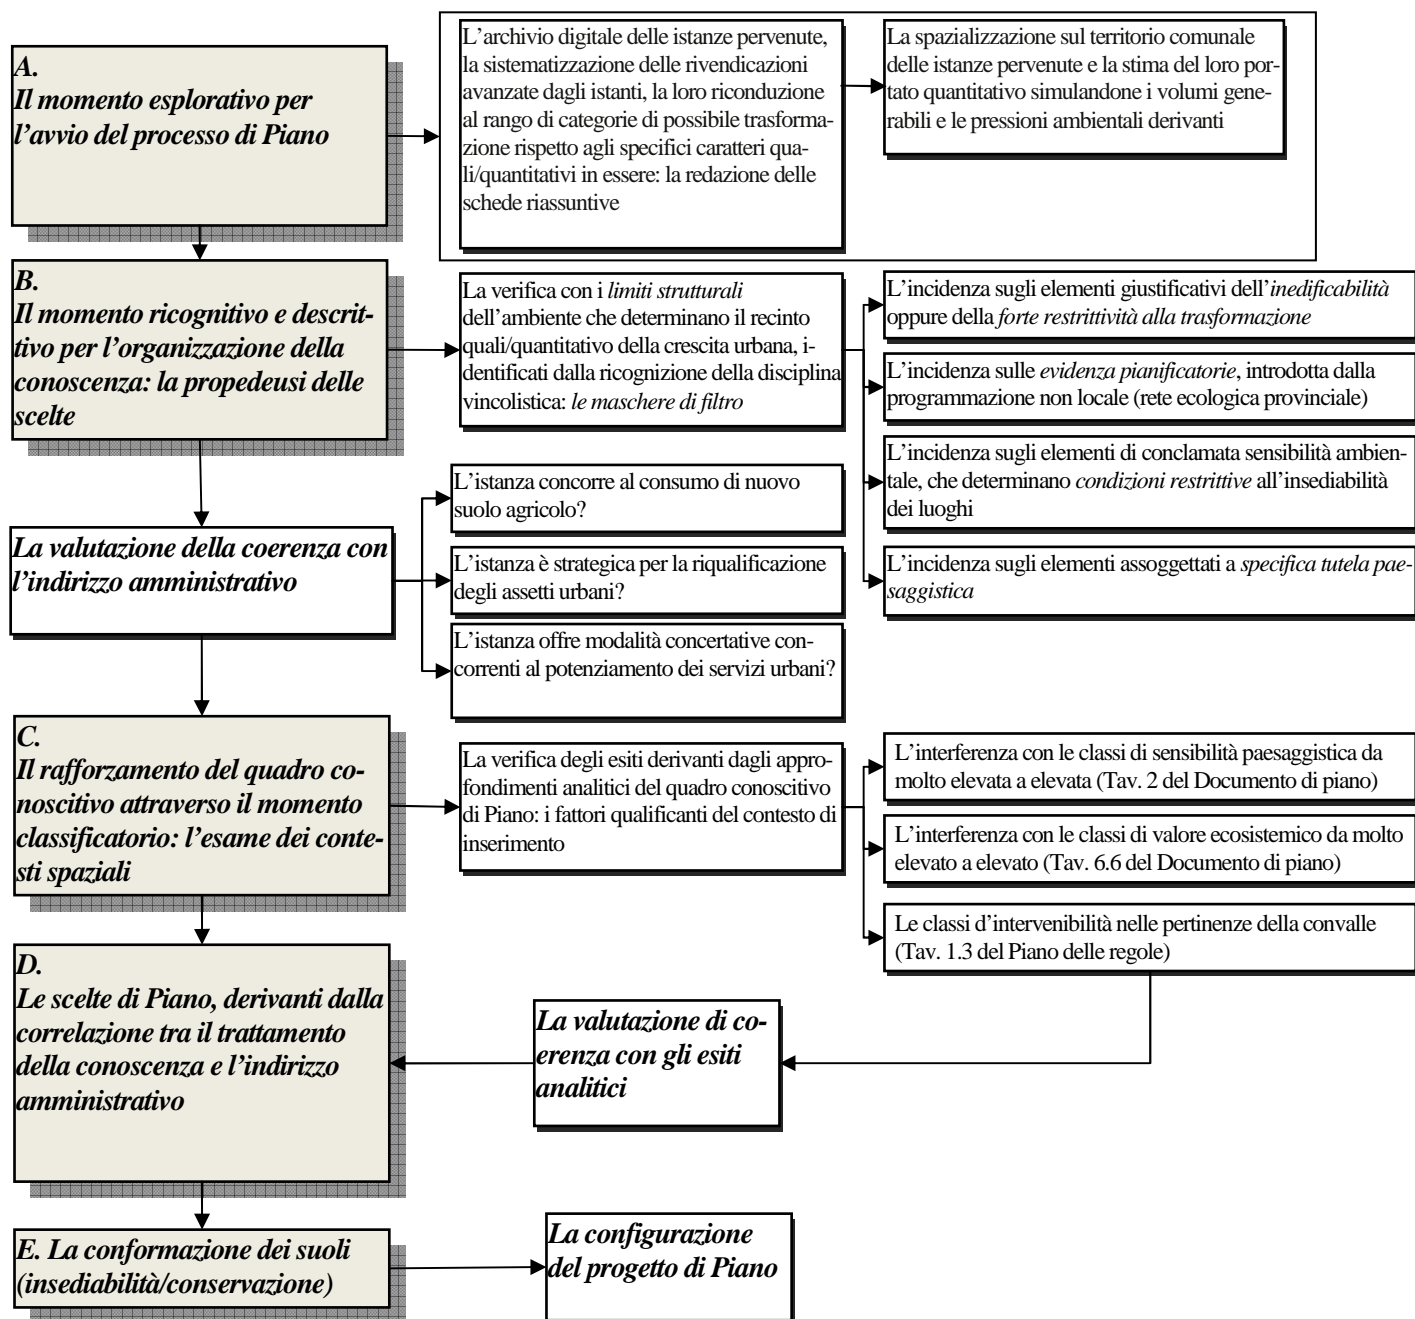 A.
Il momento esplorativo per
l’avvio del processo di Piano
L’archivio digitale delle istanze pervenute,
la sistematizzazione delle rivendicazioni
avanzate dagli istanti, la loro riconduzione
al rango di categorie di possibile trasforma-
zione rispetto agli specifici caratteri qua-
li/quantitativi in essere: la redazione delle
schede riassuntive
La spazializzazione sul territorio comunale
delle istanze pervenute e la stima del loro por-
tato quantitativo simulandone i volumi gene-
rabili e le pressioni ambientali derivanti
B.
Il momento ricognitivo e descrit-
tivo per l’organizzazione della
conoscenza: la propedeusi delle
scelte
La verifica con i limiti strutturali
dell’ambiente che determinano il recinto
quali/quantitativo della crescita urbana, i-
dentificati dalla ricognizione della disciplina
vincolistica: le maschere di filtro
L’incidenza sugli elementi giustificativi dell’inedificabilità
oppure della forte restrittività alla trasformazione
L’incidenza sulle evidenza pianificatorie, introdotta dalla
programmazione non locale (rete ecologica provinciale)
L’incidenza sugli elementi di conclamata sensibilità ambien-
tale, che determinano condizioni restrittive all’insediabilità
dei luoghi
L’incidenza sugli elementi assoggettati a specifica tutela pae-
saggistica
La valutazione della coerenza con
l’indirizzo amministrativo
L’istanza concorre al consumo di nuovo
suolo agricolo?
L’istanza è strategica per la riqualificazione
degli assetti urbani?
L’istanza offre modalità concertative con-
correnti al potenziamento dei servizi urbani?
C.
Il rafforzamento del quadro co-
noscitivo attraverso il momento
classificatorio: l’esame dei conte-
sti spaziali
La verifica degli esiti derivanti dagli appro-
fondimenti analitici del quadro conoscitivo
di Piano: i fattori qualificanti del contesto di
inserimento
L’interferenza con le classi di sensibilità paesaggistica da
molto elevata a elevata (Tav. 2 del Documento di piano)
L’interferenza con le classi di valore ecosistemico da molto
elevato a elevato (Tav. 6.6 del Documento di piano)
Le classi d’intervenibilità nelle pertinenze della convalle
(Tav. 1.3 del Piano delle regole)
D.
Le scelte di Piano, derivanti dalla
correlazione tra il trattamento
della conoscenza e l’indirizzo
amministrativo
La valutazione di co-
erenza con gli esiti
analitici
E. La conformazione dei suoli
(insediabilità/conservazione)
La configurazione
del progetto di Piano